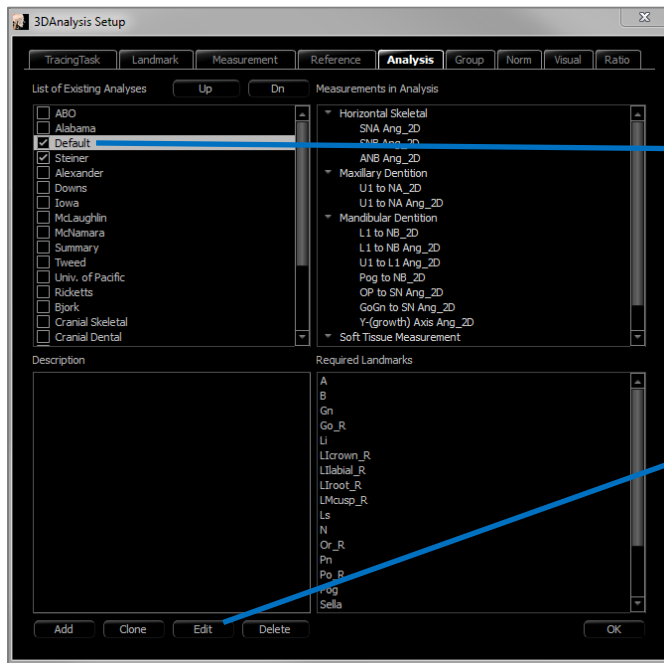 3DAnalysis Setup
TracingTask Landmark Measurement Reference Analysis Group Norm Visual Ratio
List of Existing Analyses Up Dn Measurements in Analysis
ABO
Alabama
Default
Steiner
Alexander
Downs
Iowa
McLaughlin
McNamara
Summary
Tweed
Univ. of Pacific
Ricketts
Bjork
Cranial Skeletal
Cranial Dental
Horizontal Skeletal
SNA Ang_2D
SNB Ang_2D
ANB Ang_2D
Maxillary Dentition
U1 to NA_2D
U1 to NA Ang_2D
Mandibular Dentition
L1 to NB_2D
L1 to NB Ang_2D
U1 to L1 Ang_2D
Pog to NB_2D
OP to SN Ang_2D
GoGn to SN Ang_2D
Y-(growth) Axis Ang_2D
Soft Tissue Measurement
Description
Required Landmarks
A
B
Gn
Go_R
Li
LIcrown_R
LIlabial_R
LIroot_R
LMcusp_R
Ls
N
Or_R
Pn
Po_R
Pog
Sella
Add Clone Edit Delete OK